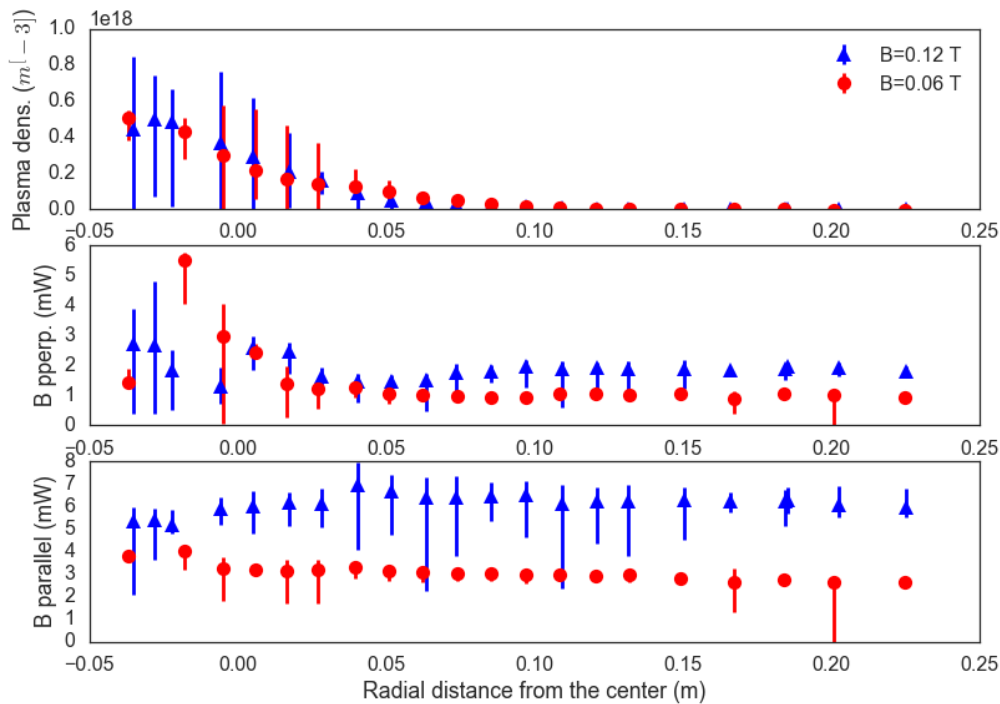 1e18
Plasma dens. (m[−3])
1.0
0.8
0.6
0.4
0.2
0.0
B=0.12 T
B=0.06 T
−0.05 0.00 0.05 0.10 0.15 0.20 0.25
B pperp. (mW)
6
5
4
3
2
1
0
−0.05 0.00 0.05 0.10 0.15 0.20 0.25
B parallel (mW)
8
7
6
5
4
3
2
1
0
−0.05 0.00 0.05 0.10 0.15 0.20 0.25
Radial distance from the center (m)